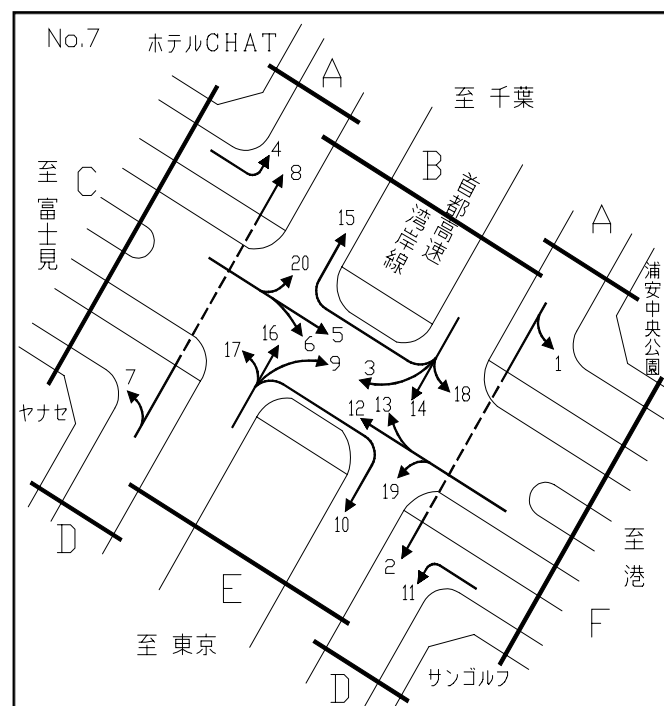 No.7
ホテルCHAT
A
至 千葉
B
首都高速
湾岸線
A
浦安中央公園
C
至 富士見
4
8
15
20
5
6
16
17
9
3
14
18
1
12
13
7
19
10
2
11
ヤナセ
D
E
至 東京
D
サンゴルフ
F
至 港